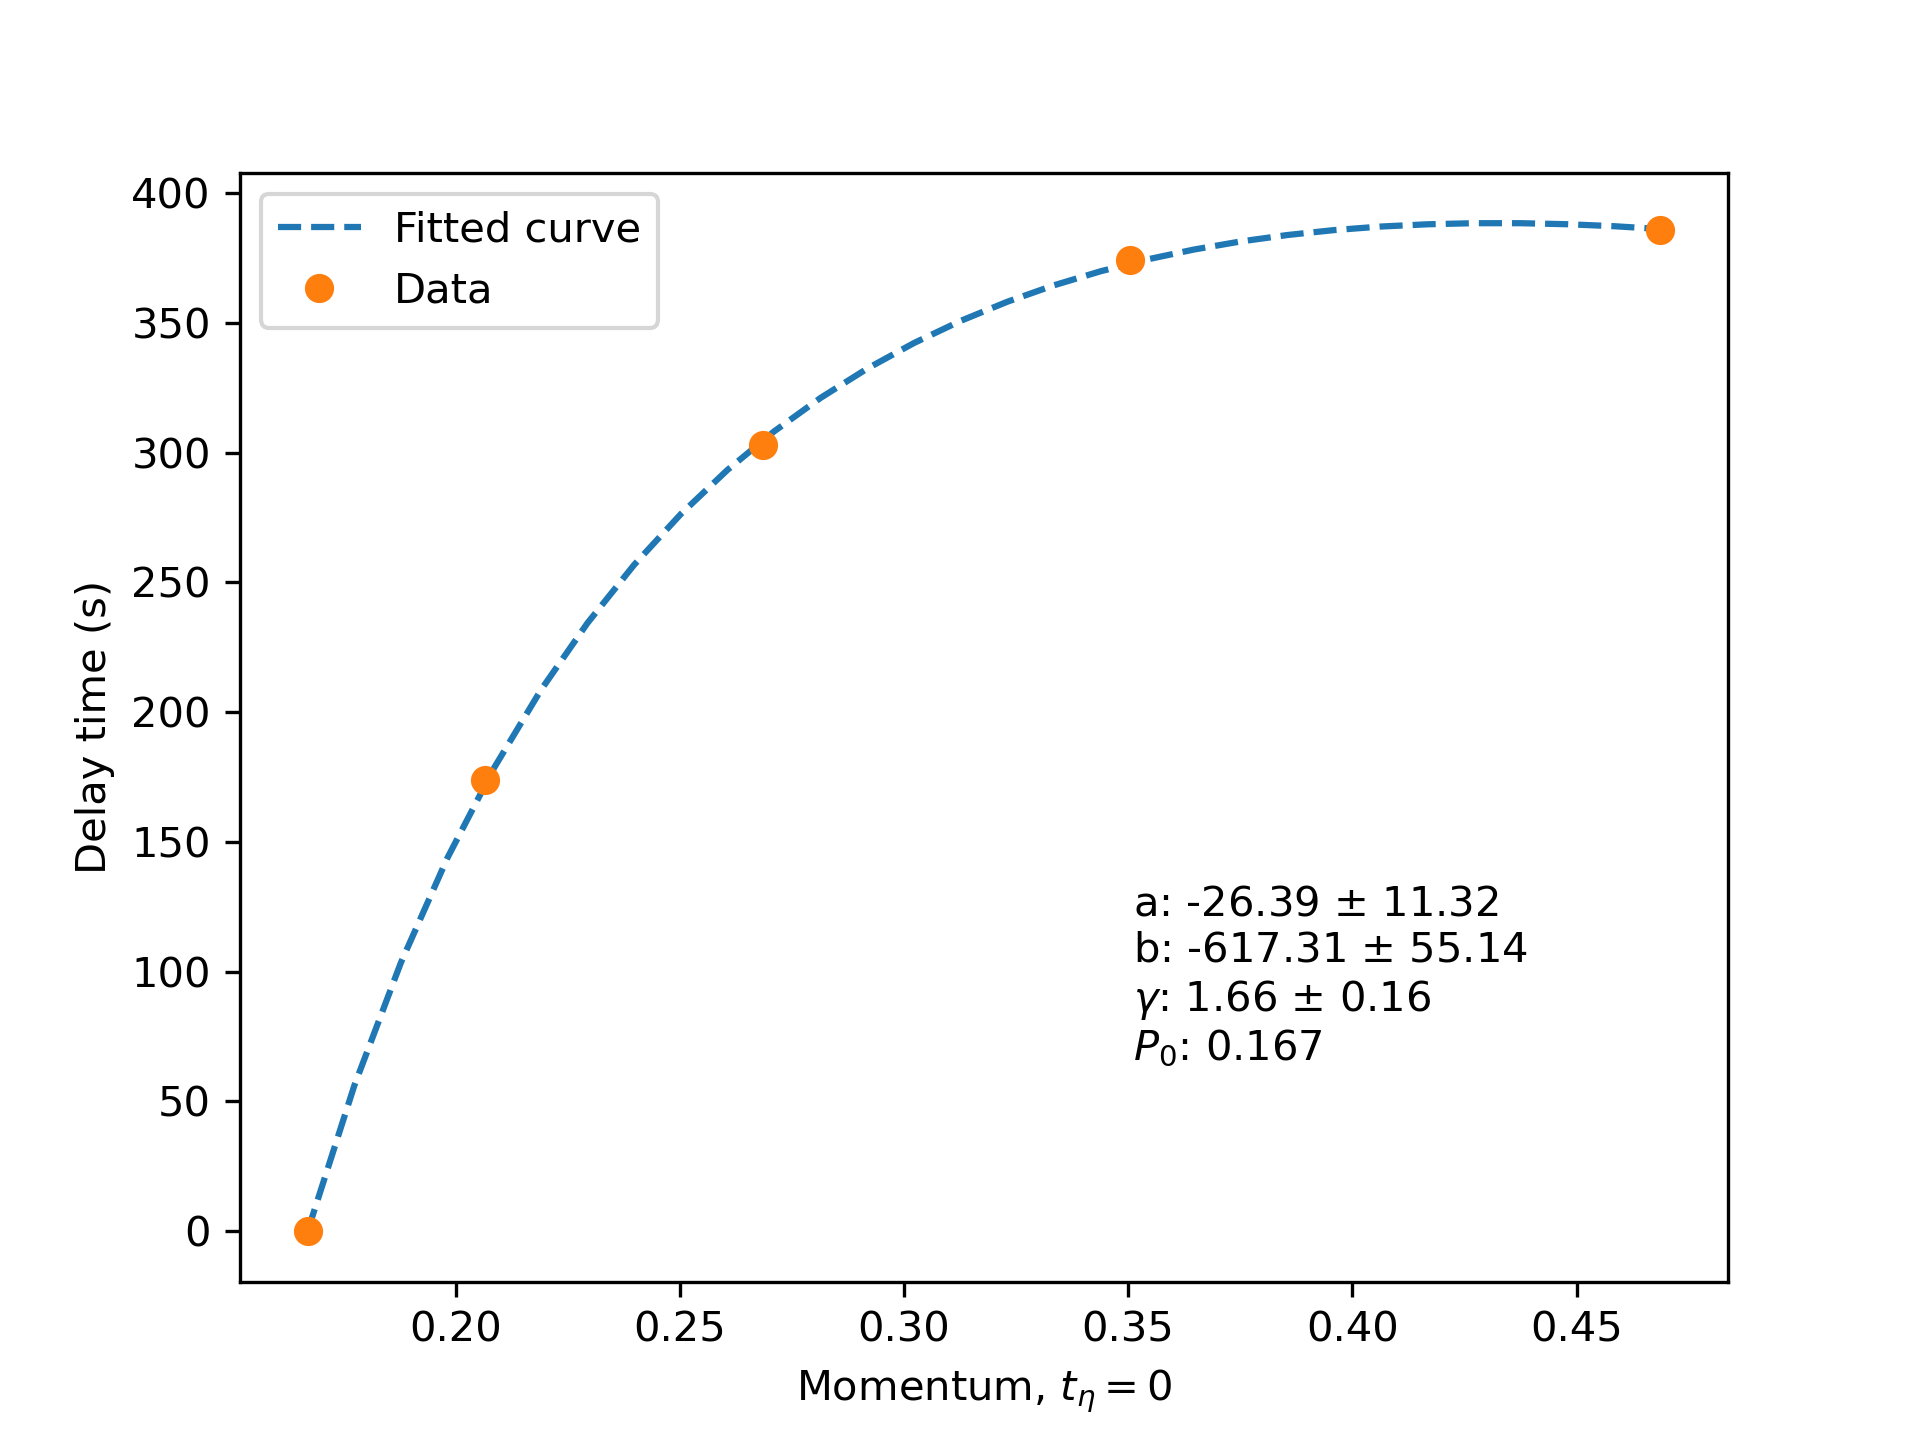 400
350
300
250
200
150
100
50
0
Delay time (s)
Fitted curve
Data
a: -26.39 ± 11.32
b: -617.31 ± 55.14
γ: 1.66 ± 0.16
P₀: 0.167
0.20 0.25 0.30 0.35 0.40 0.45
Momentum, tη = 0